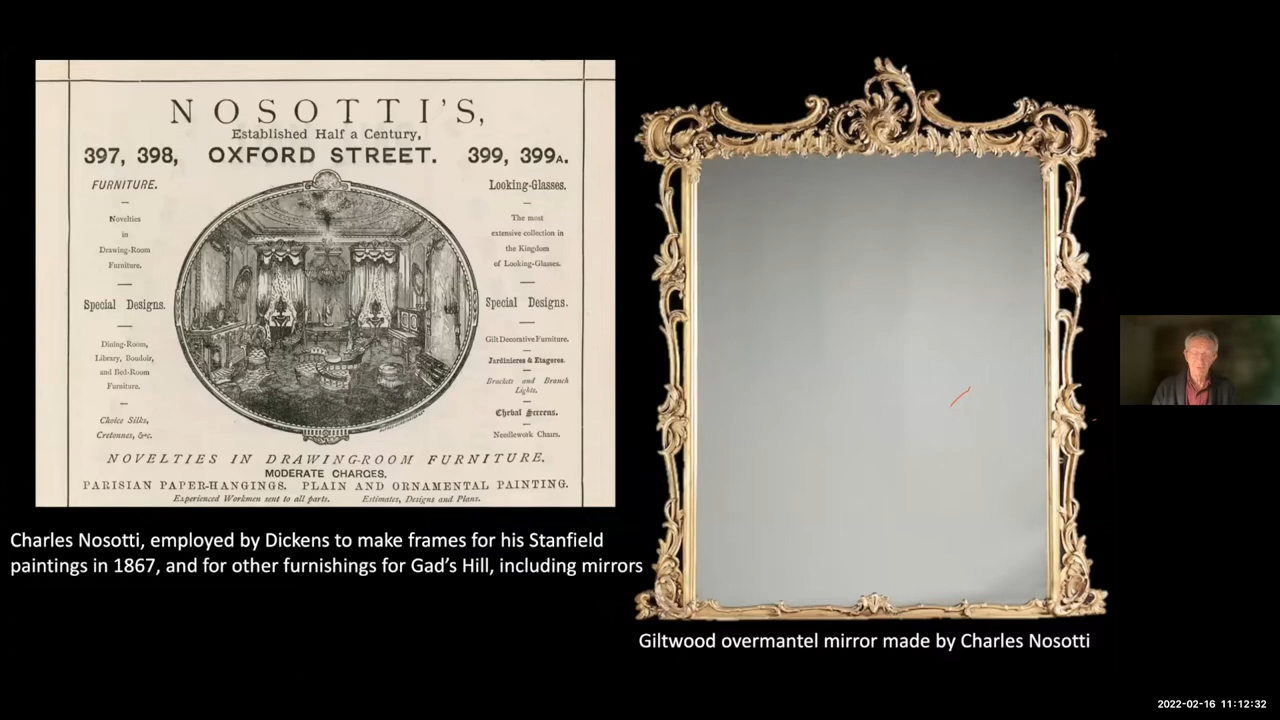 NOSOTTI'S,
Established Half a Century,
397, 398, OXFORD STREET. 399, 399A.
FURNITURE.
Novelties
in
Drawing-Room
Furniture.
Special Designs.
Dining-Room,
Library, Boudoir,
and Bed-Room
Furniture.
Choice Silks,
Cretonnes, &c.
Looking-Glasses.
The most
extensive collection in
the Kingdom
of Looking-Glasses.
Special Designs.
Gilt Decorative Furniture.
Jardinieres & Etageres.
Brackets and Branch
Lights.
Cheval Screens.
Needlework Chairs.
NOVELTIES IN DRAWING-ROOM FURNITURE.
MODERATE CHARGES.
PARISIAN PAPER-HANGINGS. PLAIN AND ORNAMENTAL PAINTING.
Experienced Workmen sent to all parts. Estimates, Designs and Plans.
Charles Nosotti, employed by Dickens to make frames for his Stanfield
paintings in 1867, and for other furnishings for Gad's Hill, including mirrors
Giltwood overmantel mirror made by Charles Nosotti
2022-02-16 11:12:32